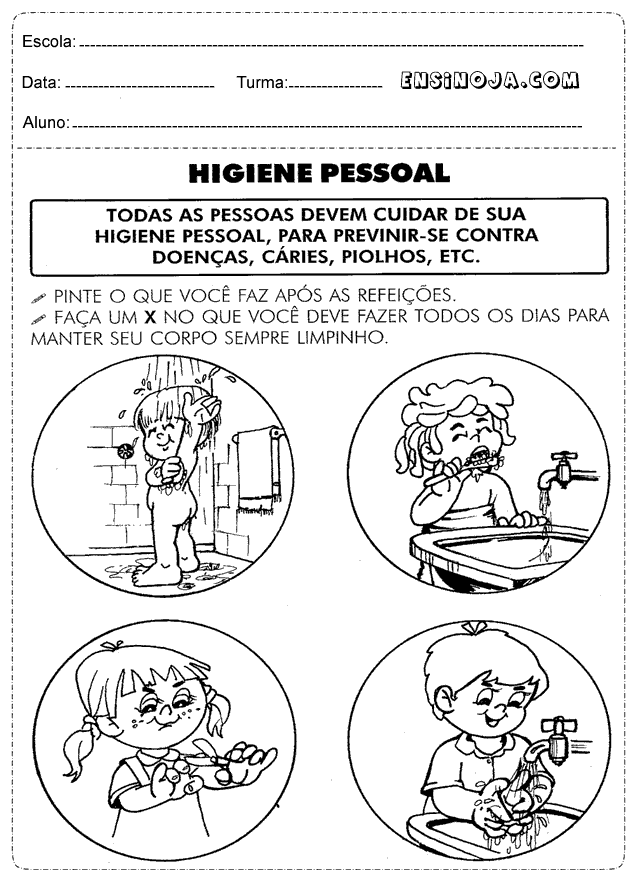 Escola:
Data: Turma: ENSINOJA.COM
Aluno:
HIGIENE PESSOAL
TODAS AS PESSOAS DEVEM CUIDAR DE SUA
HIGIENE PESSOAL, PARA PREVINIR-SE CONTRA
DOENÇAS, CÁRIES, PIOLHOS, ETC.
PINTE O QUE VOCÊ FAZ APÓS AS REFEIÇÕES.
FAÇA UM X NO QUE VOCÊ DEVE FAZER TODOS OS DIAS PARA
MANTER SEU CORPO SEMPRE LIMPINHO.